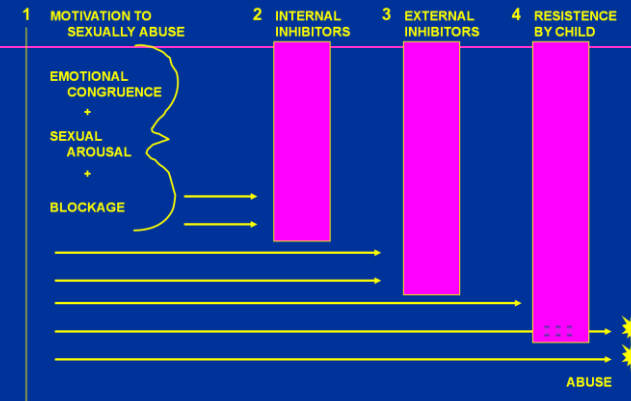 1 MOTIVATION TO
SEXUALLY ABUSE
2 INTERNAL
INHIBITORS
3 EXTERNAL
INHIBITORS
4 RESISTENCE
BY CHILD
EMOTIONAL
CONGRUENCE
+
SEXUAL
AROUSAL
+
BLOCKAGE
ABUSE